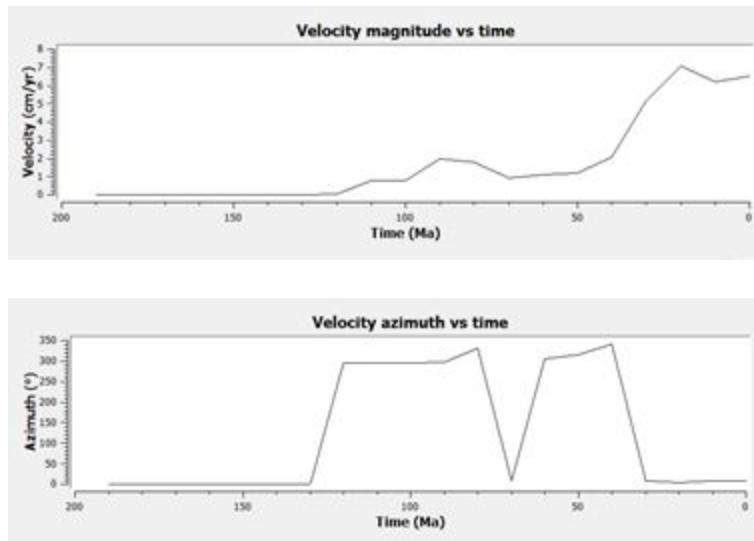 Velocity magnitude vs time
Velocity (cm/yr)
8
7
6
5
4
3
2
1
0
200 150 100 50 0
Time (Ma)
Velocity azimuth vs time
Azimuth (°)
350
300
250
200
150
100
50
0
200 150 100 50 0
Time (Ma)